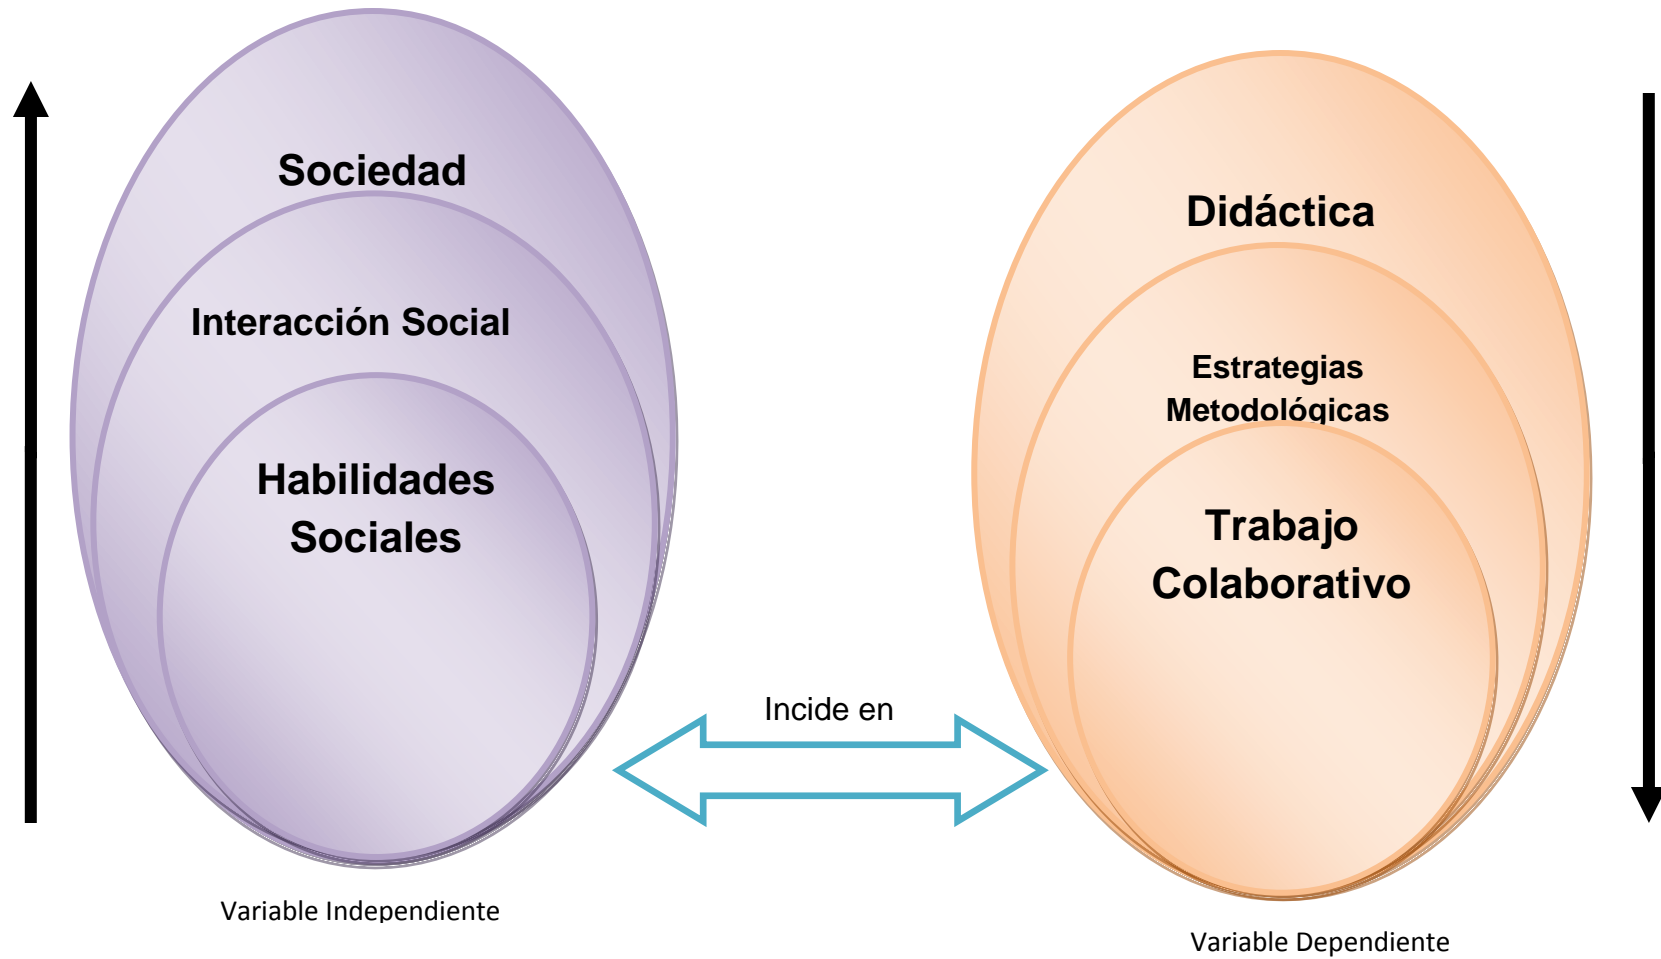 Sociedad
Interacción Social
Habilidades
Sociales
Variable Independiente
Incide en
Didáctica
Estrategias
Metodológicas
Trabajo
Colaborativo
Variable Dependiente